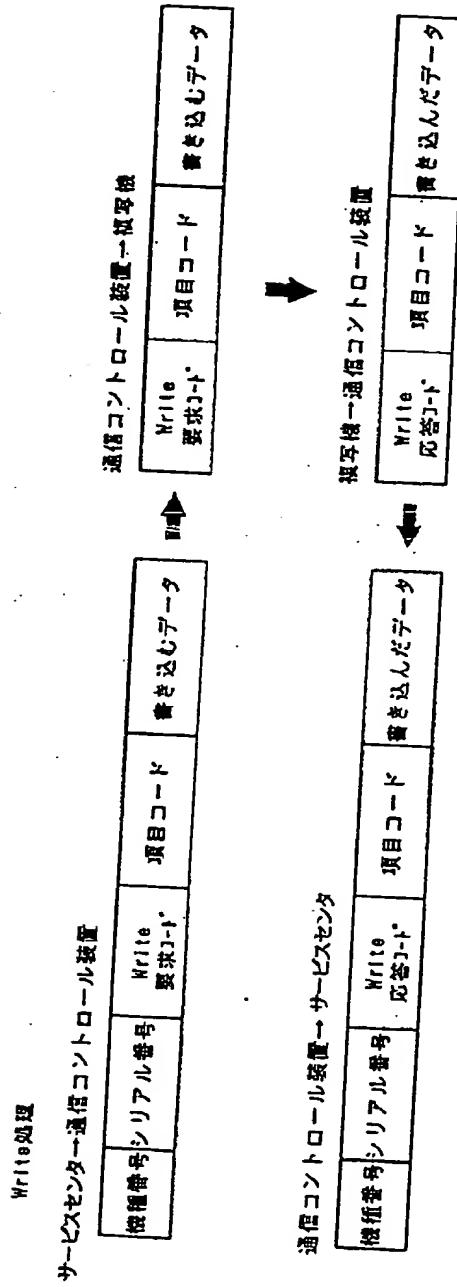 Write処理
サービスセンタ→通信コントロール装置
機種番号 シリアル番号 Write 要求コード 項目コード 書き込むデータ
通信コントロール装置→複写機
Write 要求コード 項目コード 書き込むデータ
複写機→通信コントロール装置
Write 応答コード 項目コード 書き込んだデータ
通信コントロール装置→サービスセンタ
機種番号 シリアル番号 Write 応答コード 項目コード 書き込んだデータ